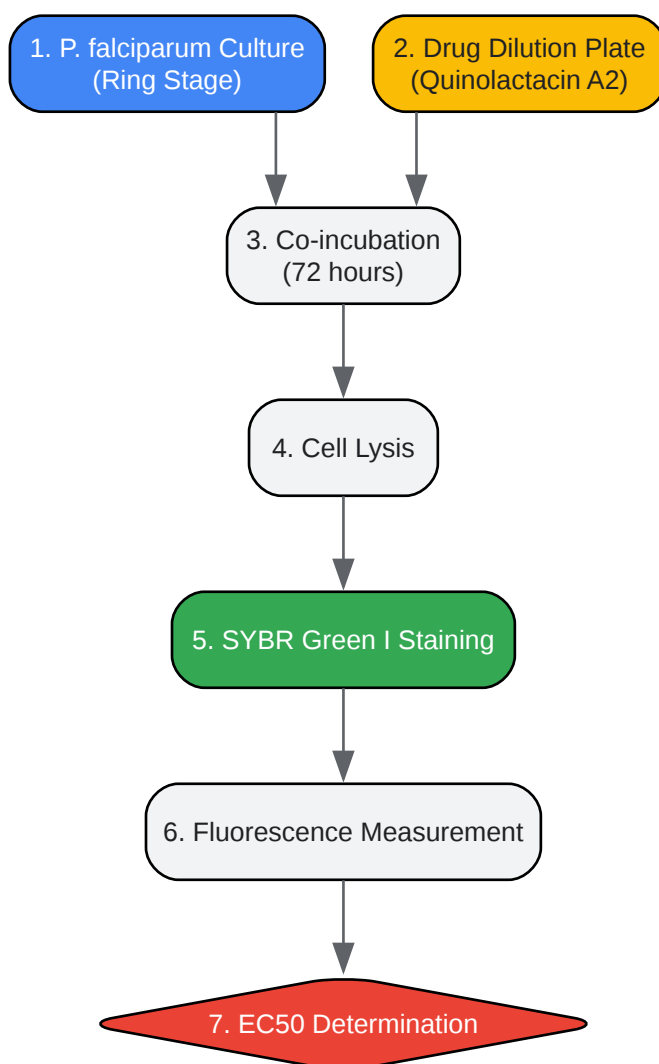 1. P. falciparum Culture
(Ring Stage)
2. Drug Dilution Plate
(Quinolactacin A2)
3. Co-incubation
(72 hours)
4. Cell Lysis
5. SYBR Green I Staining
6. Fluorescence Measurement
7. EC50 Determination